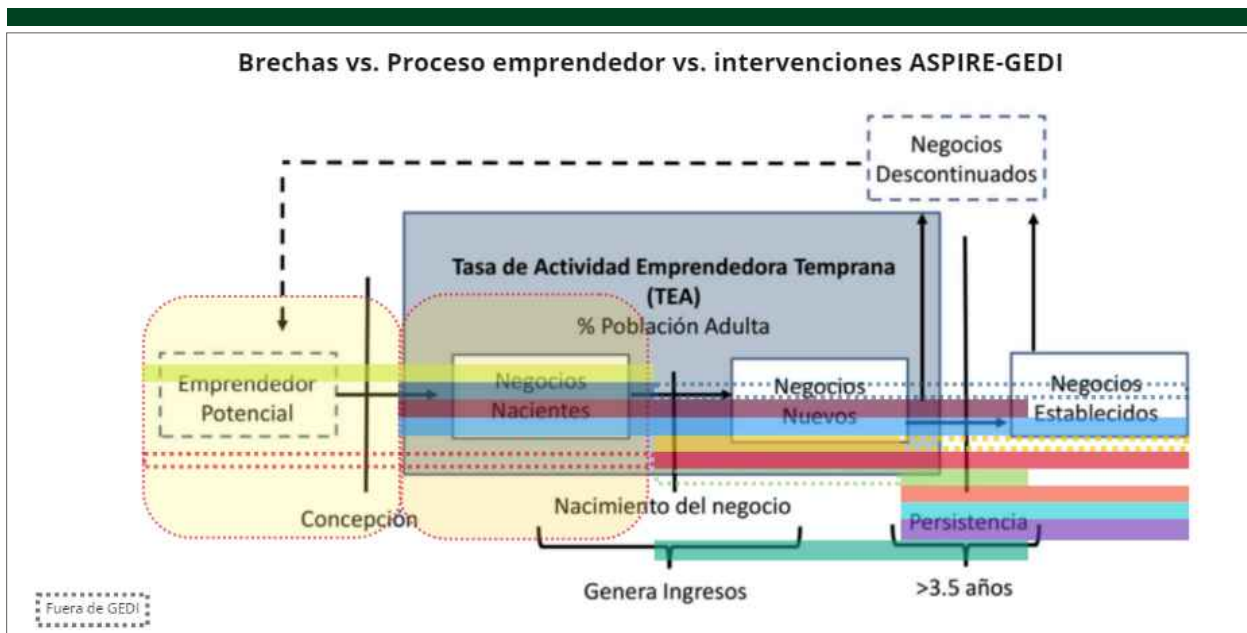 Brechas vs. Proceso emprendedor vs. intervenciones ASPIRE-GEDI
Negocios
Descontinuados
Tasa de Actividad Emprendedora Temprana
(TEA)
% Población Adulta
Emprendedor
Potencial
Negocios
Nacientes
Negocios
Nuevos
Negocios
Establecidos
Concepción
Nacimiento del negocio
Persistencia
Genera Ingresos
>3.5 años
Fuera de GEDI